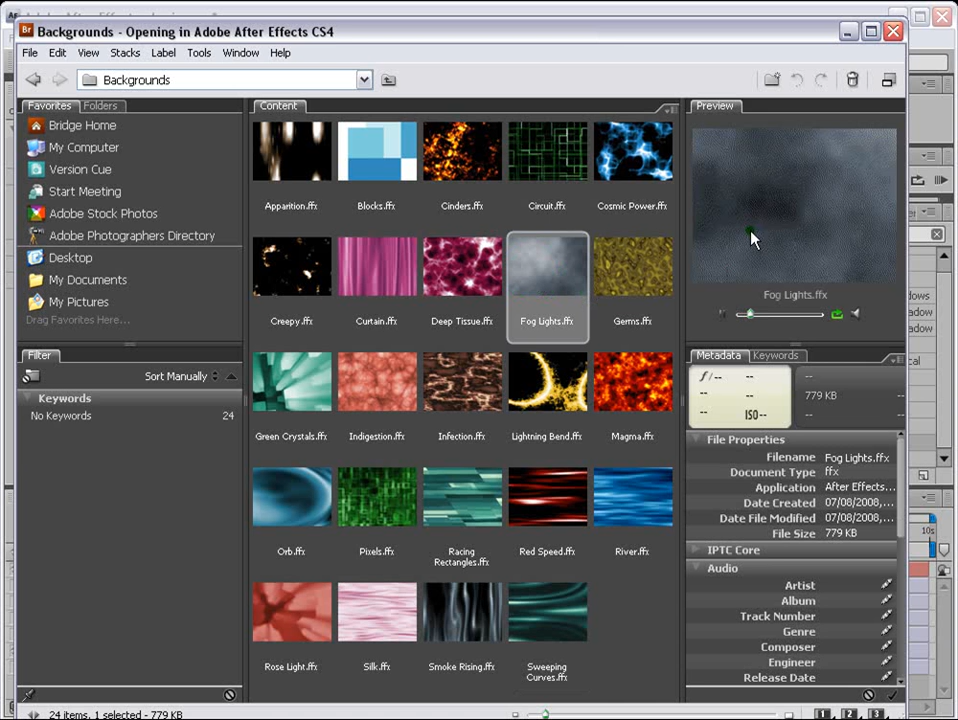 Br Backgrounds - Opening in Adobe After Effects CS4
File Edit View Stacks Label Tools Window Help
Backgrounds
Favorites Folders
Bridge Home
My Computer
Version Cue
Start Meeting
Adobe Stock Photos
Adobe Photographers Directory
Desktop
My Documents
My Pictures
Drag Favorites Here...
Filter
Sort Manually
Keywords
No Keywords 24
Content
Apparition.ffx Blocks.ffx Cinders.ffx Circuit.ffx Cosmic Power.ffx
Creepy.ffx Curtain.ffx Deep Tissue.ffx Fog Lights.ffx Germs.ffx
Green Crystals.ffx Indigestion.ffx Infection.ffx Lightning Bend.ffx Magma.ffx
Orb.ffx Pixels.ffx Racing Rectangles.ffx Red Speed.ffx River.ffx
Rose Light.ffx Silk.ffx Smoke Rising.ffx Sweeping Curves.ffx
Preview
Fog Lights.ffx
Metadata Keywords
f/-- --
-- --
-- ISO--
--
779 KB
--
File Properties
Filename Fog Lights.ffx
Document Type ffx
Application After Effects...
Date Created 07/08/2008,...
Date File Modified 07/08/2008,...
File Size 779 KB
IPTC Core
Audio
Artist
Album
Track Number
Genre
Composer
Engineer
Release Date
24 items, 1 selected - 779 KB
1 2 3
10s